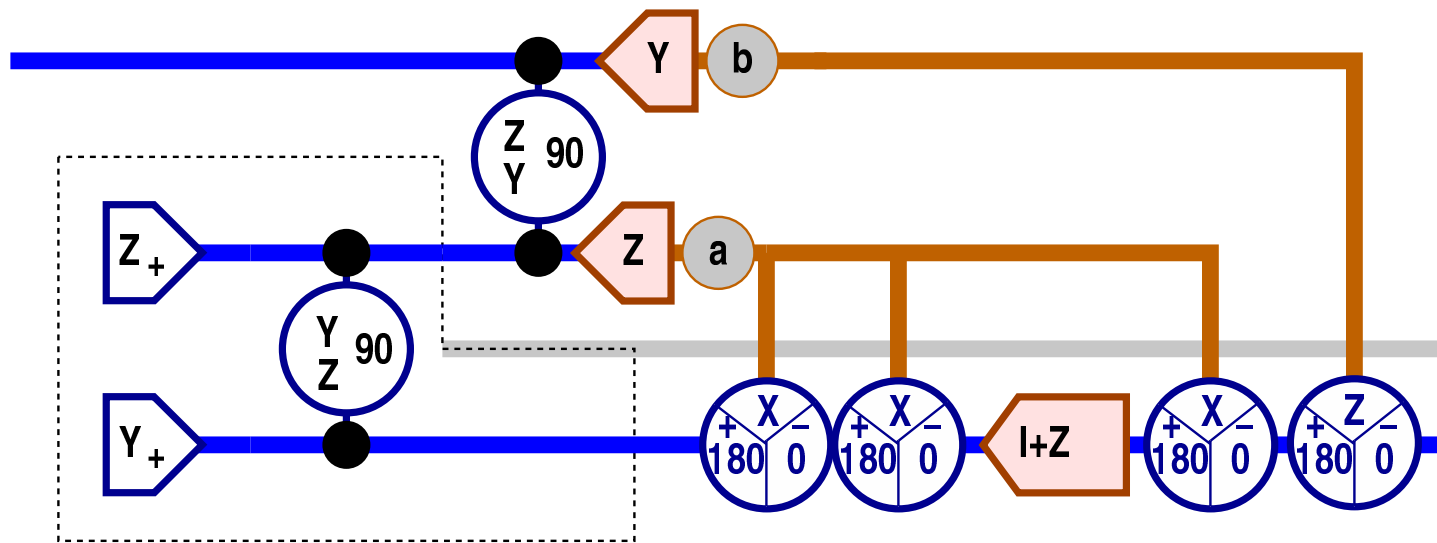 Y b
Z
Y 90
Z + Z a
Y
Z 90
Y + X + - 180 0 X + - 180 0 I+Z X + - 180 0 Z + - 180 0